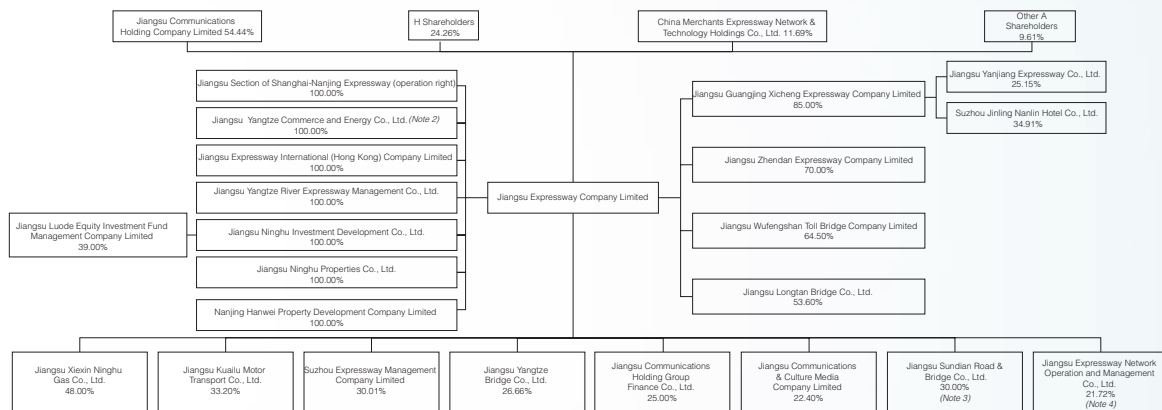 Jiangsu Communications
Holding Company Limited 54.44%
H Shareholders
24.26%
China Merchants Expressway Network &
Technology Holdings Co., Ltd. 11.69%
Other A
Shareholders
9.61%
Jiangsu Section of Shanghai-Nanjing Expressway (operation right)
100.00%
Jiangsu Yangtze Commerce and Energy Co., Ltd. (Note 2)
100.00%
Jiangsu Expressway International (Hong Kong) Company Limited
100.00%
Jiangsu Yangtze River Expressway Management Co., Ltd.
100.00%
Jiangsu Luode Equity Investment Fund
Management Company Limited
39.00%
Jiangsu Ninghu Investment Development Co., Ltd.
100.00%
Jiangsu Ninghu Properties Co., Ltd.
100.00%
Nanjing Hanwei Property Development Company Limited
100.00%
Jiangsu Expressway Company Limited
Jiangsu Guangjing Xicheng Expressway Company Limited
85.00%
Jiangsu Yanjiang Expressway Co., Ltd.
25.15%
Suzhou Jinling Nanlin Hotel Co., Ltd.
34.91%
Jiangsu Zhendan Expressway Company Limited
70.00%
Jiangsu Wufengshan Toll Bridge Company Limited
64.50%
Jiangsu Longtan Bridge Co., Ltd.
53.60%
Jiangsu Xiexin Ninghu
Gas Co., Ltd.
48.00%
Jiangsu Kuailu Motor
Transport Co., Ltd.
33.20%
Suzhou Expressway Management
Company Limited
30.01%
Jiangsu Yangtze
Bridge Co., Ltd.
26.66%
Jiangsu Communications
Holding Group
Finance Co., Ltd.
25.00%
Jiangsu Communications
& Culture Media
Company Limited
22.40%
Jiangsu Sundian Road &
Bridge Co., Ltd.
30.00%
(Note 3)
Jiangsu Expressway Network
Operation and Management
Co., Ltd.
21.72%
(Note 4)